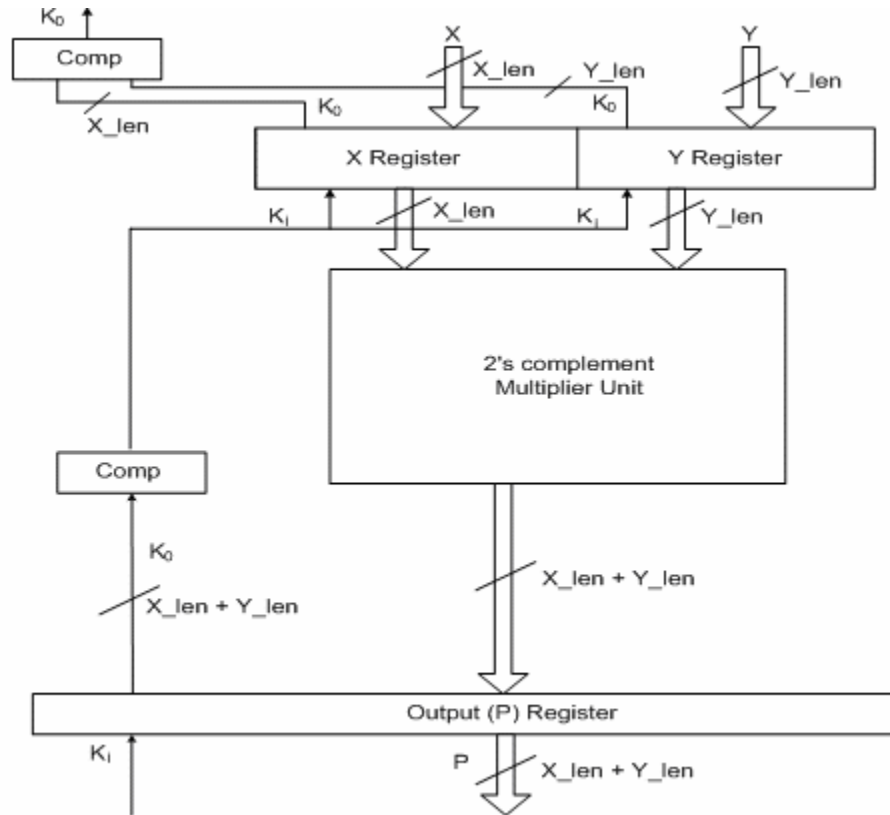 K₀
Comp
X
Y
X_len
Y_len
Y_len
X_len
K₀
K₀
X Register
Y Register
Kᵢ
X_len
Kᵢ
Y_len
2's complement
Multiplier Unit
Comp
K₀
X_len + Y_len
X_len + Y_len
Output (P) Register
Kᵢ
P
X_len + Y_len